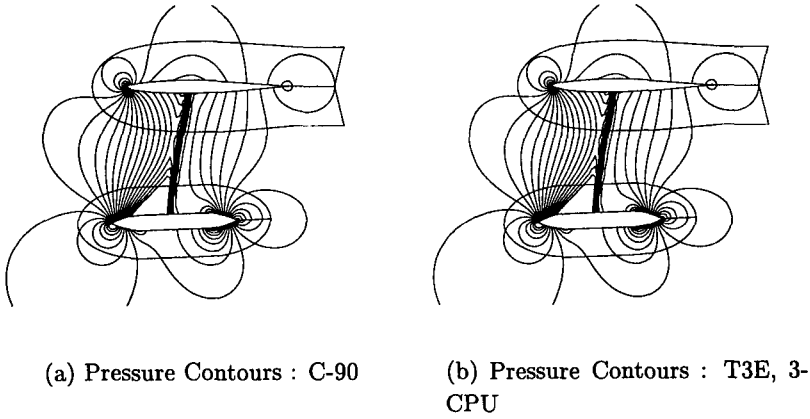 (a) Pressure Contours : C-90
(b) Pressure Contours : T3E, 3-
CPU